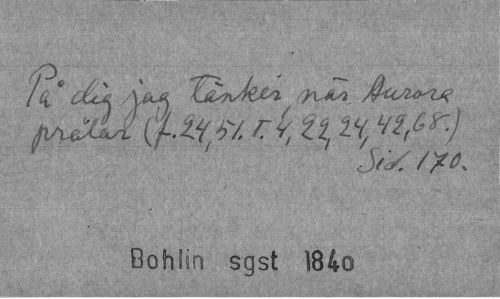 På dig jag tänker, när Aurora
prålar (f. 24, 51. T. 4, 22, 24, 42, 68.)
Sid. 170.
Bohlin sgst 1840